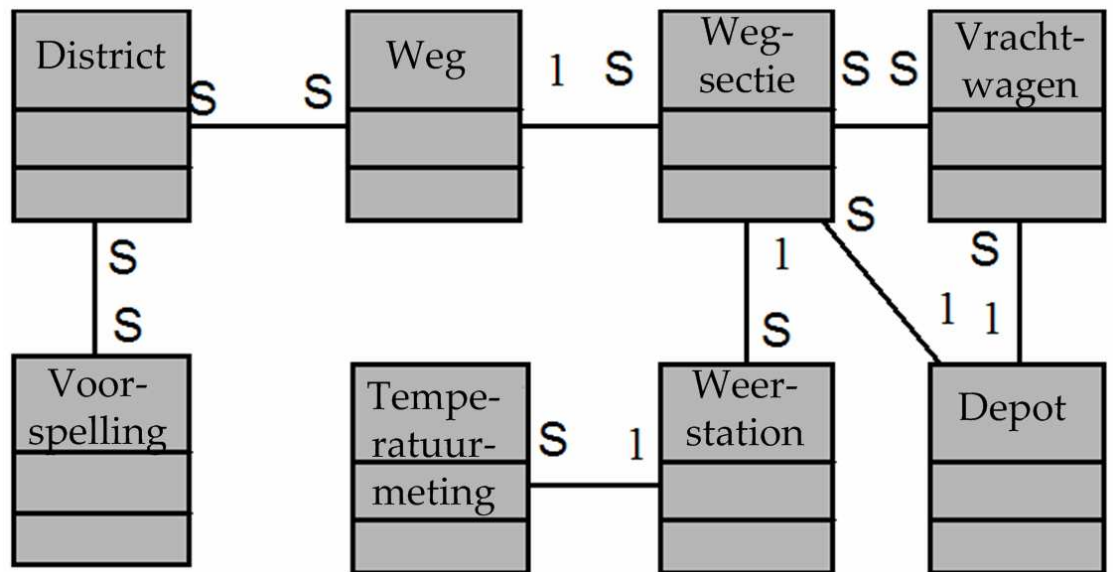 District
Weg
Weg-
sectie
Vracht-
wagen
S
S
1
S
S
S
S
S
1
S
S
S
1
1
S
Voor-
spelling
Tempe-
ratuur-
meting
S
1
Weer-
station
Depot